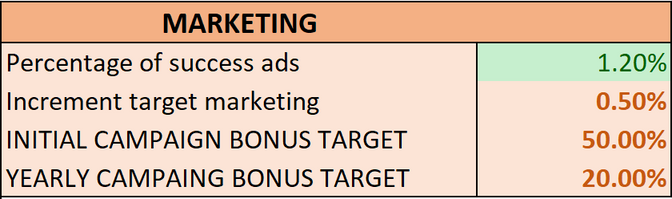 MARKETING
Percentage of success ads 1.20%
Increment target marketing 0.50%
INITIAL CAMPAIGN BONUS TARGET 50.00%
YEARLY CAMPAING BONUS TARGET 20.00%